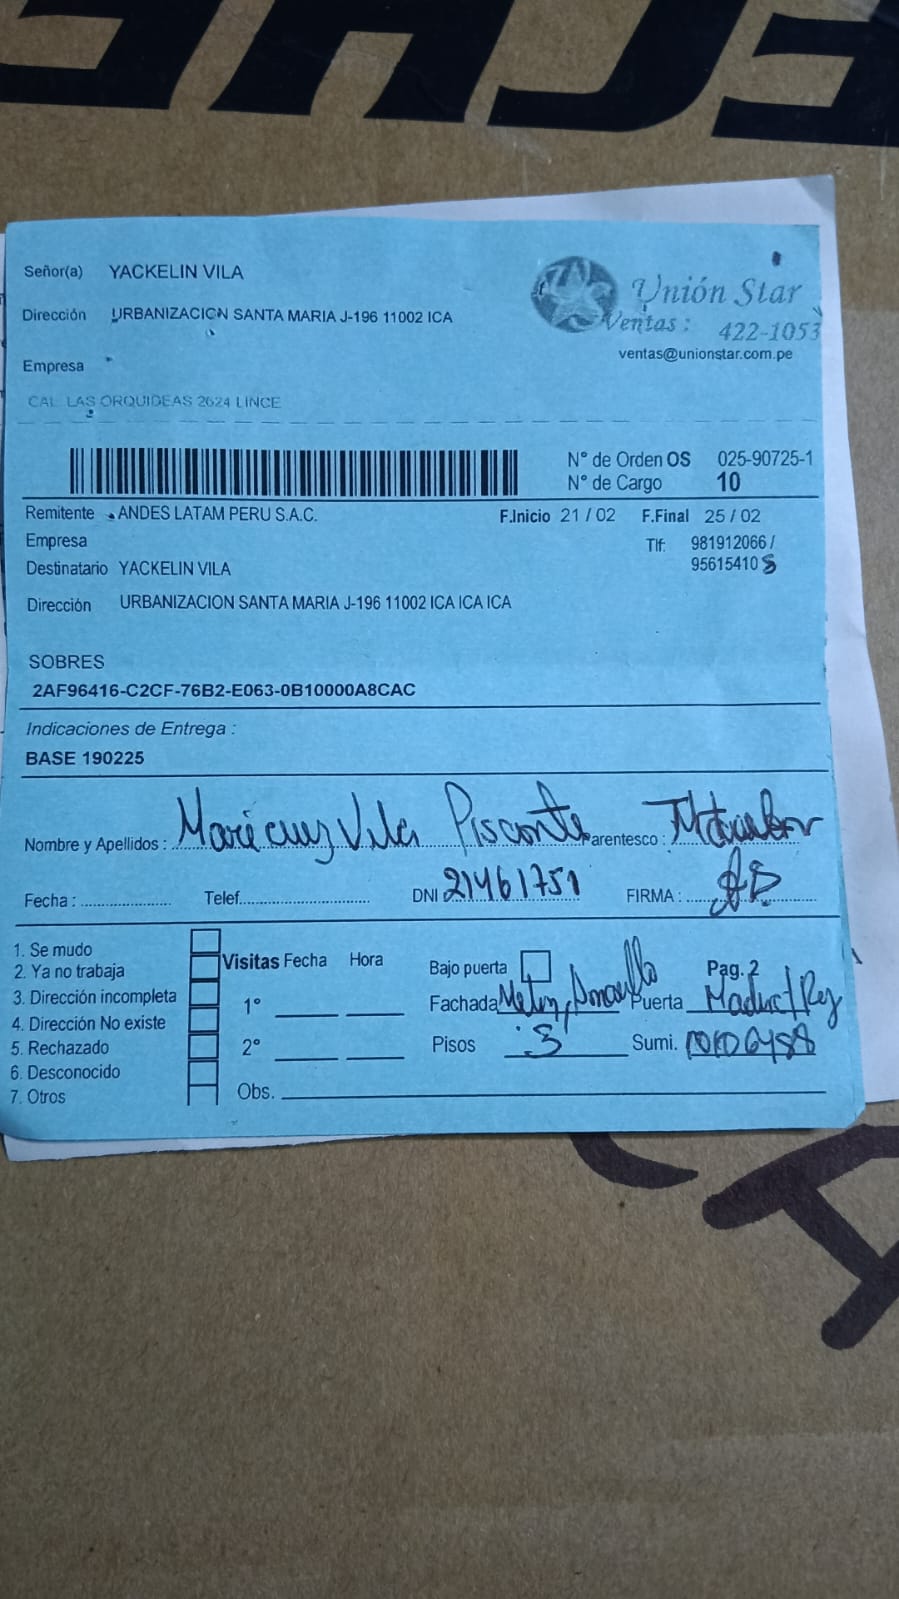 Señor(a) YACKELIN VILA
Dirección URBANIZACION SANTA MARIA J-196 11002 ICA
Unión Star
Ventas : 422-1053
ventas@unionstar.com.pe
Empresa
CAL LAS ORQUIDEAS 2624 LINCE
N° de Orden OS 025-90725-1
N° de Cargo 10
Remitente ANDES LATAM PERU S.A.C. F.Inicio 21 / 02 F.Final 25 / 02
Empresa Tlf: 981912066 /
Destinatario YACKELIN VILA 956154108
Dirección URBANIZACION SANTA MARIA J-196 11002 ICA ICA ICA
SOBRES
2AF96416-C2CF-76B2-E063-0B10000A8CAC
Indicaciones de Entrega :
BASE 190225
Nombre y Apellidos : Vila Pisconte Parentesco :
Fecha : Telef. DNI 21461751 FIRMA :
1. Se mudo
2. Ya no trabaja
3. Dirección incompleta
4. Dirección No existe
5. Rechazado
6. Desconocido
7. Otros
Visitas Fecha Hora
1°
2°
Obs.
Bajo puerta Pag. 2
Fachada Puerta
Pisos 3 Sumi.